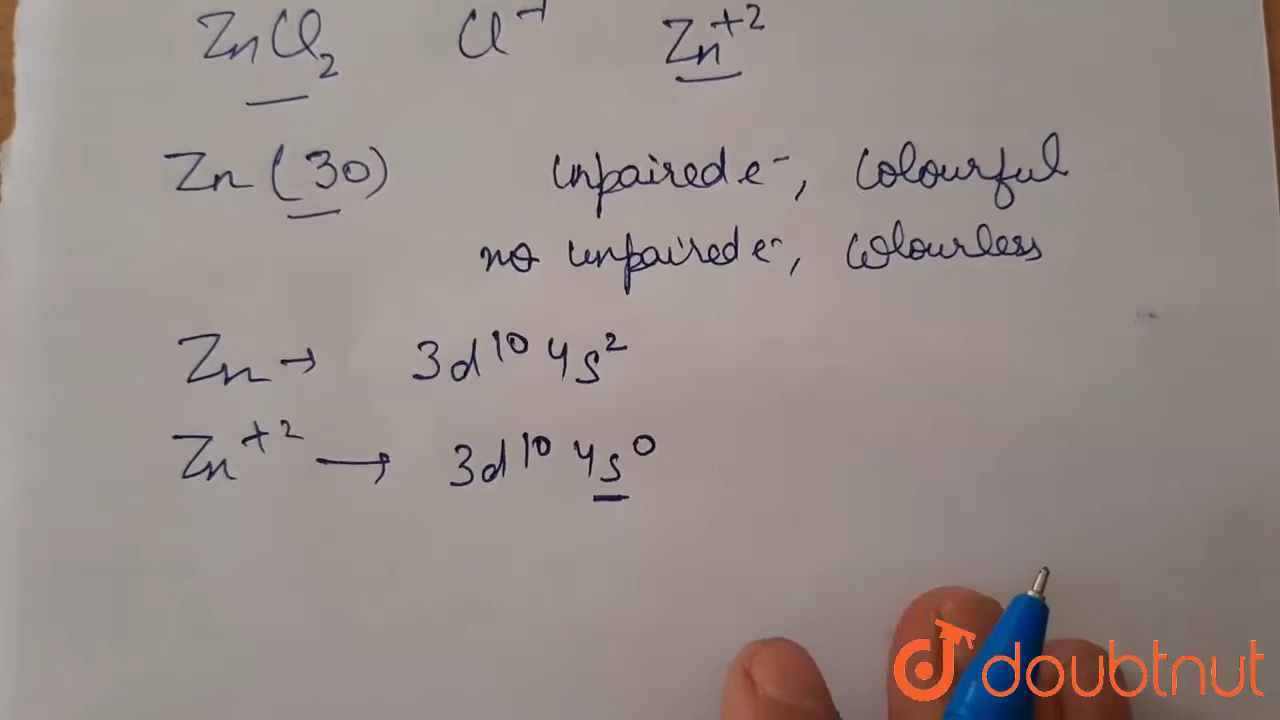 ZnCl₂ Cl⁻¹ Zn⁺²
Zn (30) unpaired e⁻, colourful
no unpaired e⁻, colourless
Zn → 3d¹⁰ 4s²
Zn⁺² → 3d¹⁰ 4s⁰
doubtnut